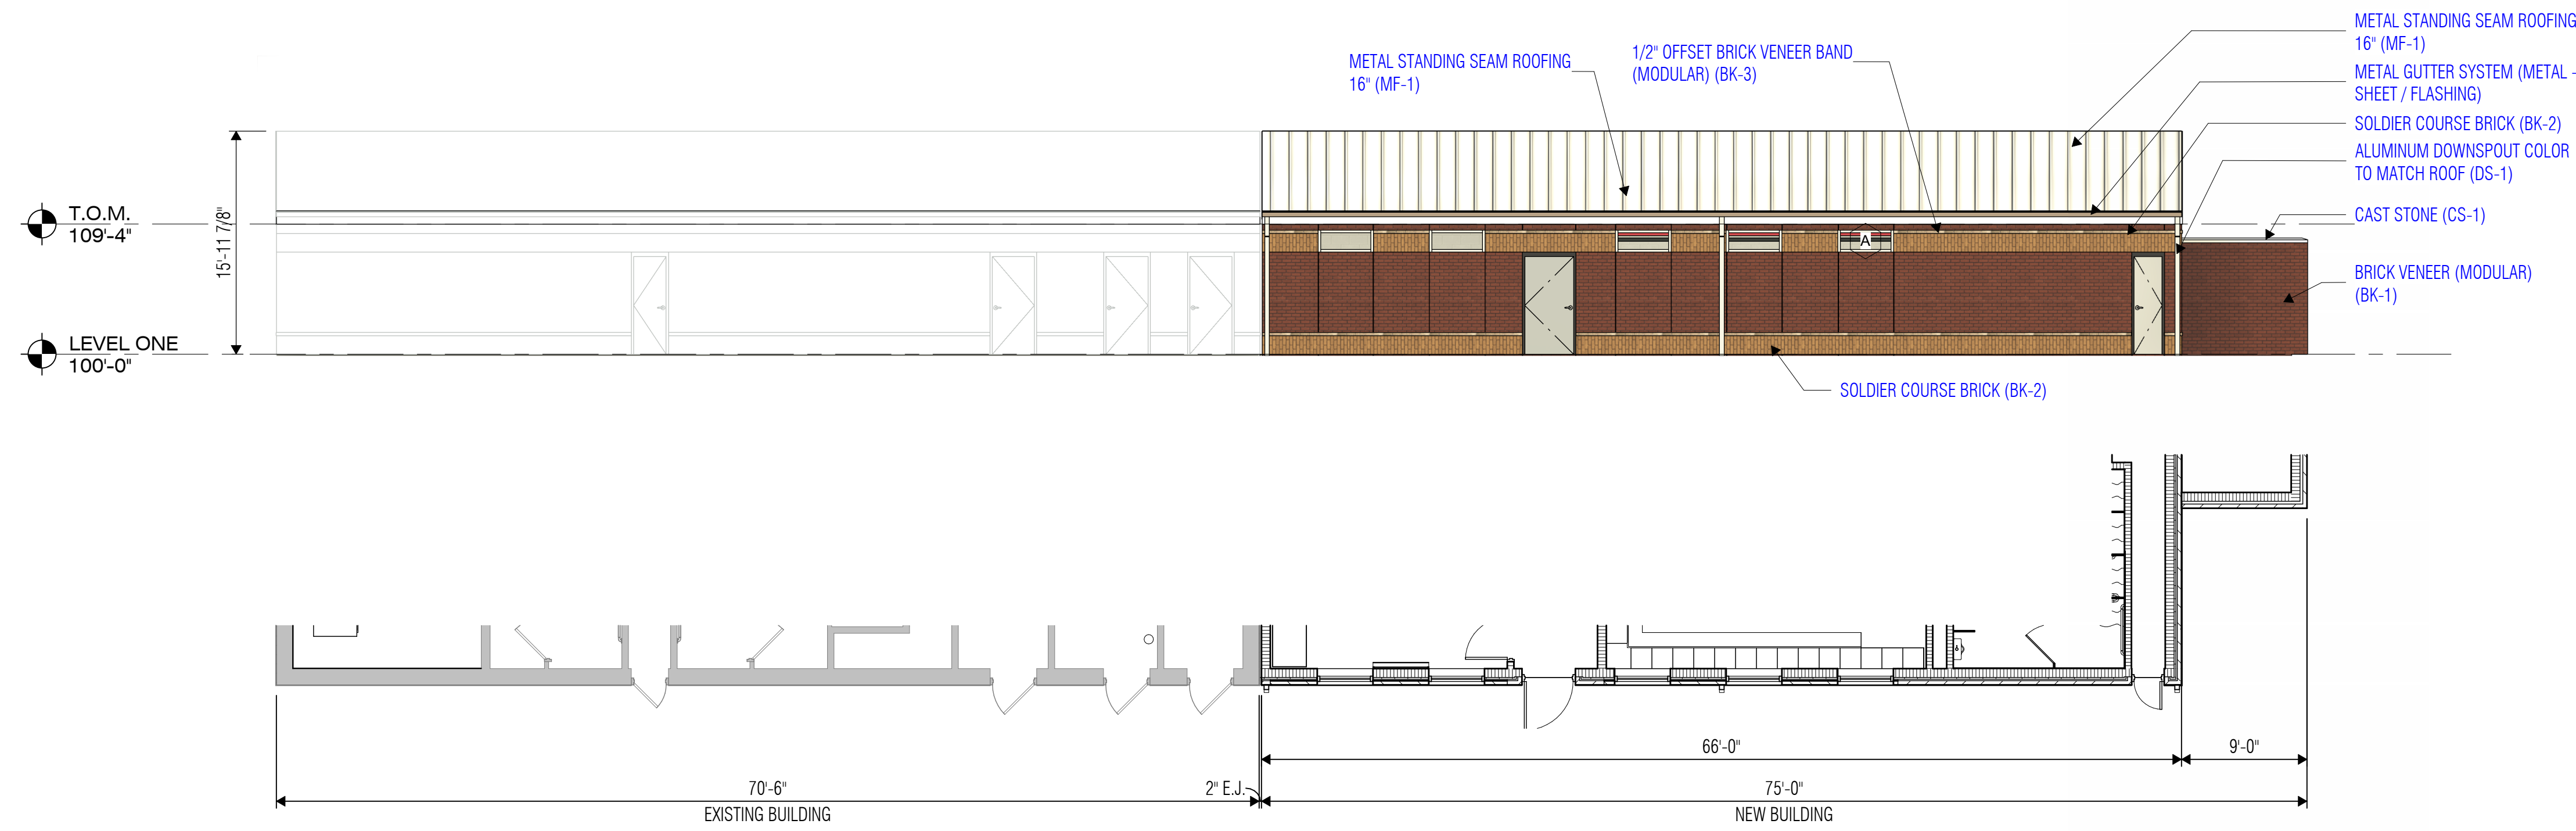 METAL STANDING SEAM ROOFING
16" (MF-1)
1/2" OFFSET BRICK VENEER BAND
(MODULAR) (BK-3)
METAL STANDING SEAM ROOFING
16" (MF-1)
METAL GUTTER SYSTEM (METAL -
SHEET / FLASHING)
SOLDIER COURSE BRICK (BK-2)
ALUMINUM DOWNSPOUT COLOR
TO MATCH ROOF (DS-1)
CAST STONE (CS-1)
BRICK VENEER (MODULAR)
(BK-1)
T.O.M.
109'-4"
15'-11 7/8"
A
LEVEL ONE
100'-0"
SOLDIER COURSE BRICK (BK-2)
66'-0"
9'-0"
70'-6"
2" E.J.
75'-0"
EXISTING BUILDING
NEW BUILDING